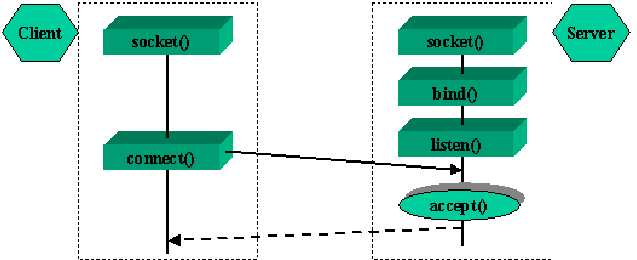 Client
socket()
connect()
socket()
bind()
listen()
accept()
Server